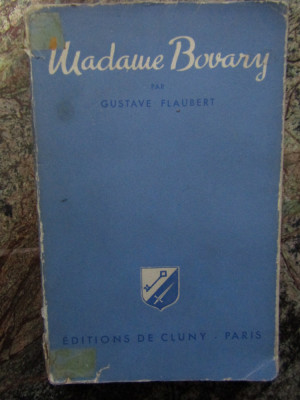 Madame Bovary
PAR
GUSTAVE FLAUBERT
ÉDITIONS DE CLUNY . PARIS